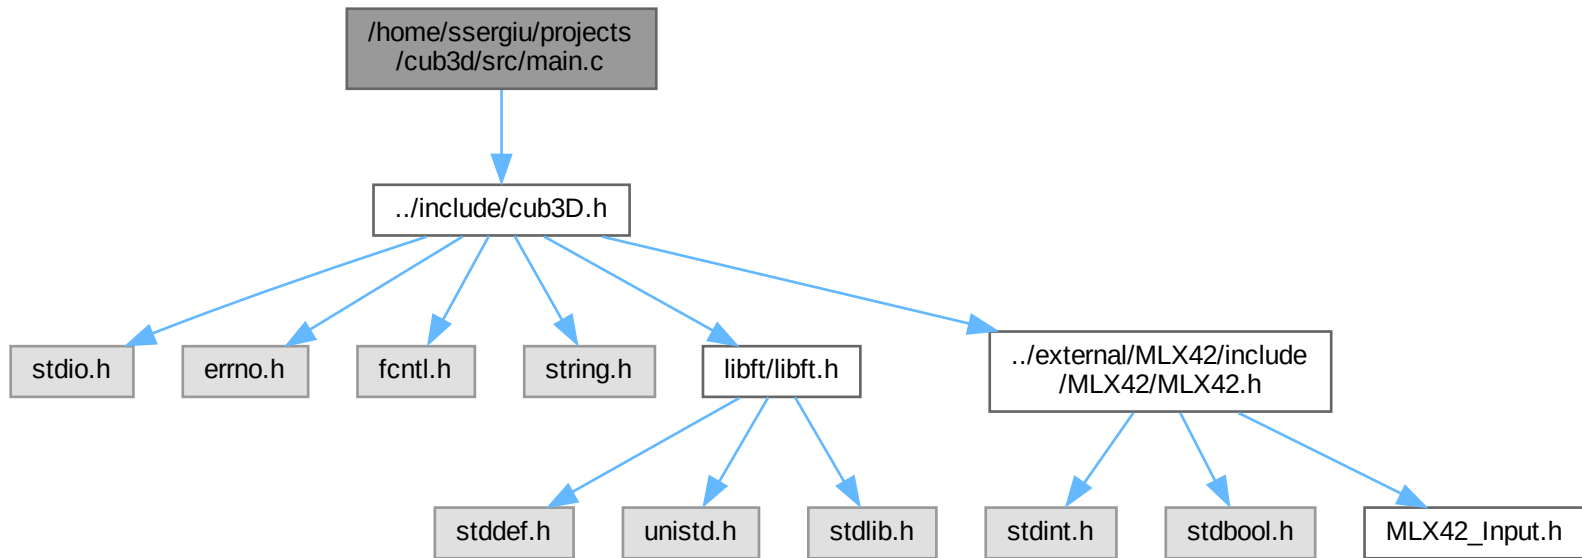 /home/ssergiu/projects
/cub3d/src/main.c
../include/cub3D.h
stdio.h
errno.h
fcntl.h
string.h
libft/libft.h
../external/MLX42/include
/MLX42/MLX42.h
stddef.h
unistd.h
stdlib.h
stdint.h
stdbool.h
MLX42_Input.h